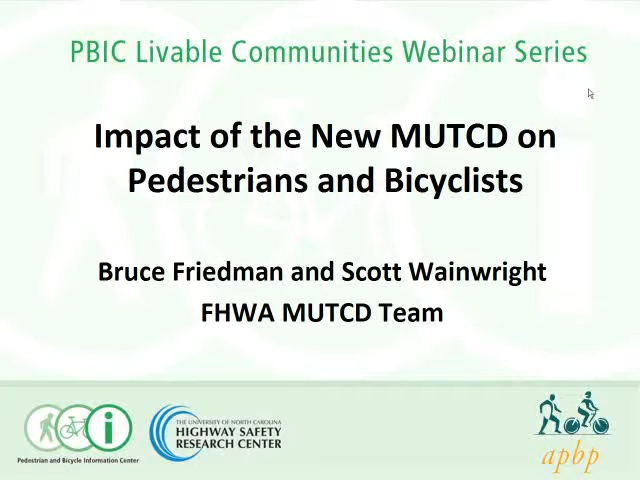 PBIC Livable Communities Webinar Series
Impact of the New MUTCD on
Pedestrians and Bicyclists
Bruce Friedman and Scott Wainwright
FHWA MUTCD Team
i
Pedestrian and Bicycle Information Center
THE UNIVERSITY OF NORTH CAROLINA
HIGHWAY SAFETY
RESEARCH CENTER
apbp